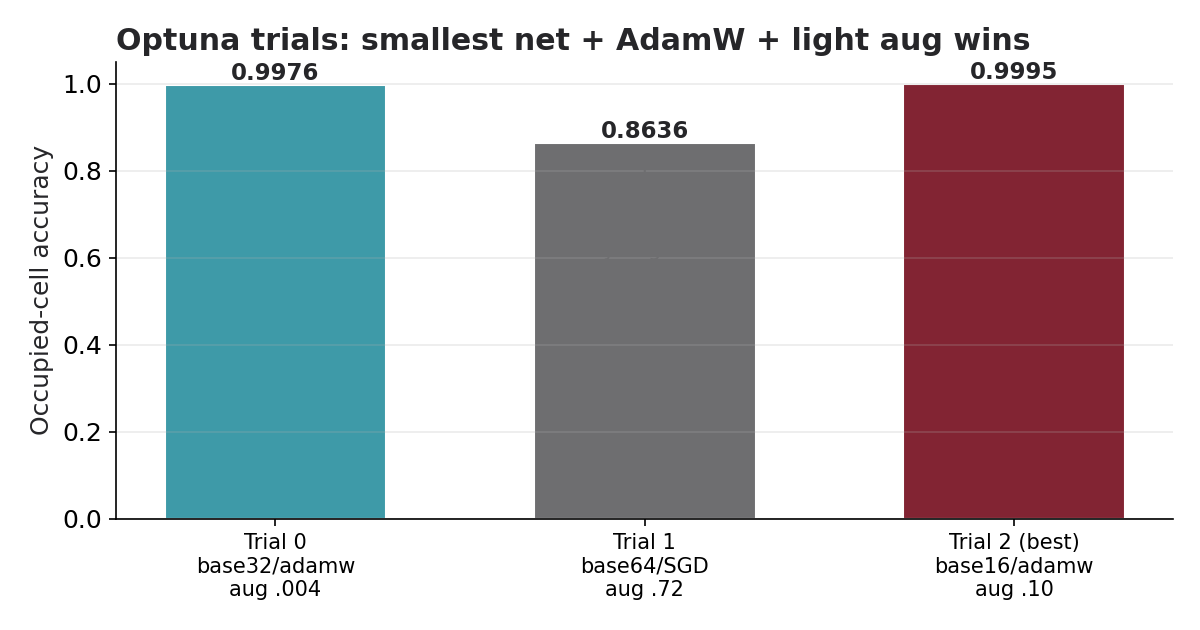 Optuna trials: smallest net + AdamW + light aug wins
0.9976
0.8636
0.9995
Occupied-cell accuracy
1.0
0.8
0.6
0.4
0.2
0.0
Trial 0
base32/adamw
aug .004
Trial 1
base64/SGD
aug .72
Trial 2 (best)
base16/adamw
aug .10